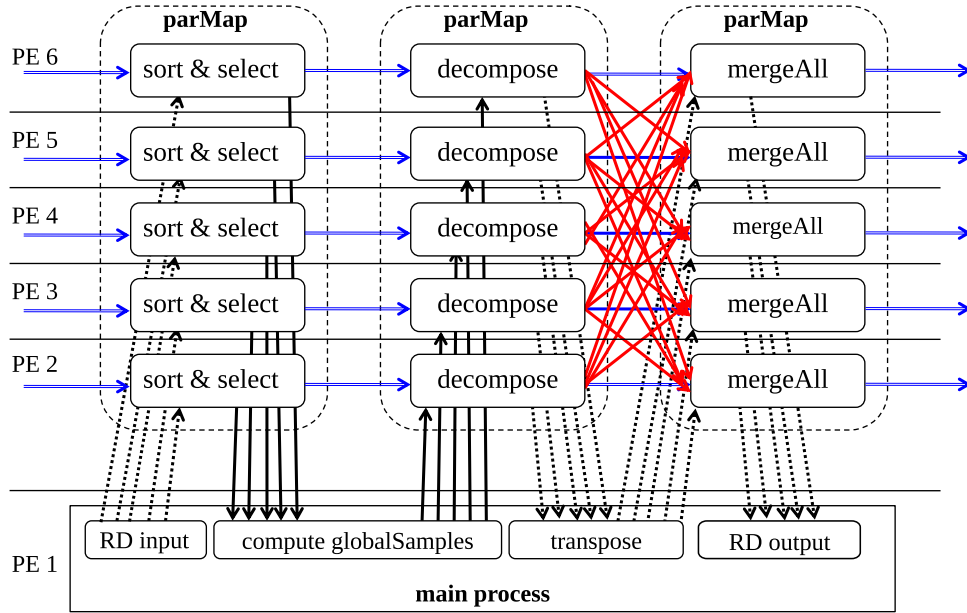 parMap parMap parMap
PE 6 sort & select decompose mergeAll
PE 5 sort & select decompose mergeAll
PE 4 sort & select decompose mergeAll
PE 3 sort & select decompose mergeAll
PE 2 sort & select decompose mergeAll
RD input compute globalSamples transpose RD output
PE 1
main process